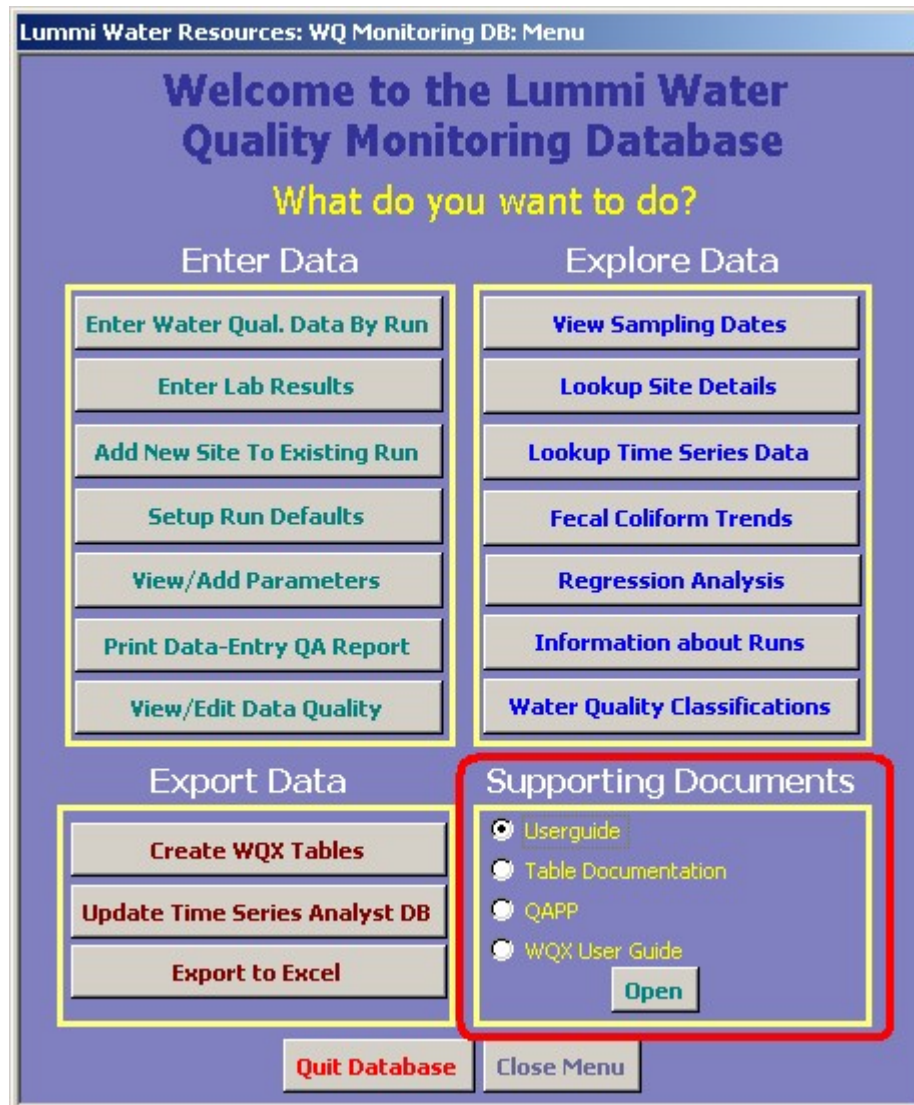 Lummi Water Resources: WQ Monitoring DB: Menu
Welcome to the Lummi Water
Quality Monitoring Database
What do you want to do?
Enter Data
Enter Water Qual. Data By Run
Enter Lab Results
Add New Site To Existing Run
Setup Run Defaults
View/Add Parameters
Print Data-Entry QA Report
View/Edit Data Quality
Explore Data
View Sampling Dates
Lookup Site Details
Lookup Time Series Data
Fecal Coliform Trends
Regression Analysis
Information about Runs
Water Quality Classifications
Export Data
Create WQX Tables
Update Time Series Analyst DB
Export to Excel
Supporting Documents
Userguide
Table Documentation
QAPP
WQX User Guide
Open
Quit Database
Close Menu